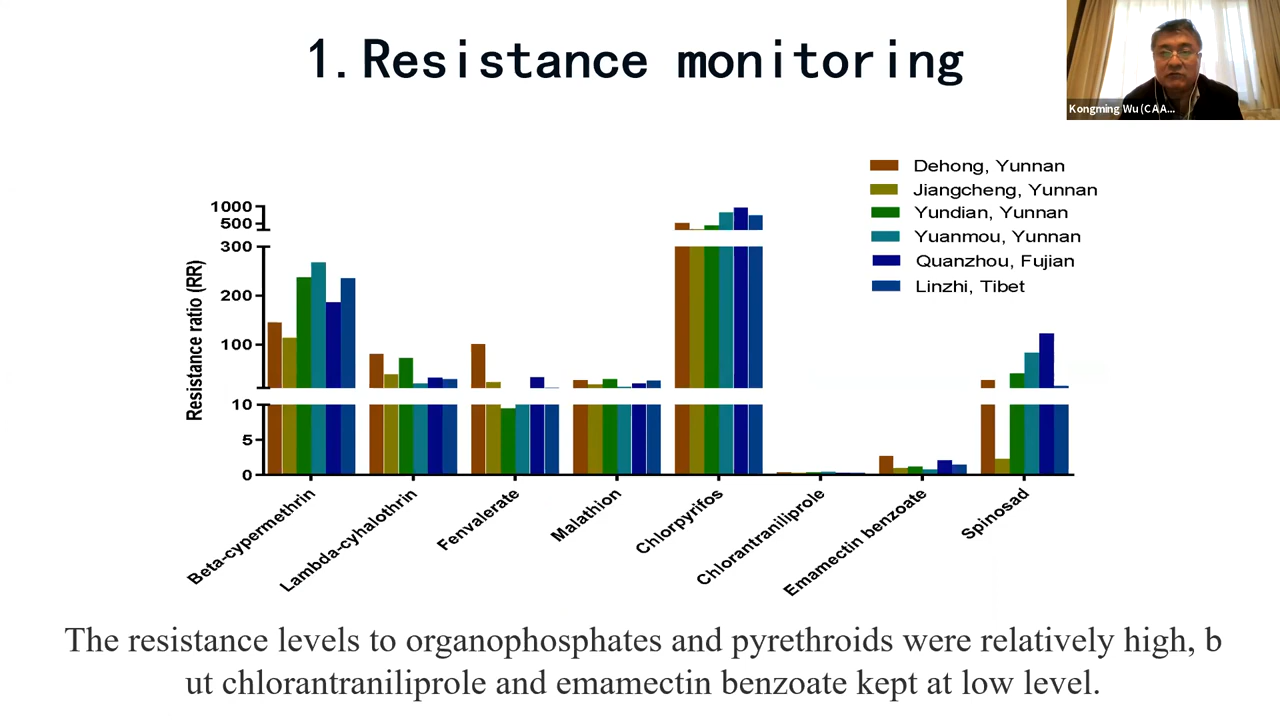 1.Resistance monitoring
Kongming Wu (CAA...
Dehong, Yunnan
Jiangcheng, Yunnan
Yundian, Yunnan
Yuanmou, Yunnan
Quanzhou, Fujian
Linzhi, Tibet
Resistance ratio (RR)
1000
500
300
200
100
10
5
0
Beta-cypermethrin
Lambda-cyhalothrin
Fenvalerate
Malathion
Chlorpyrifos
Chlorantraniliprole
Emamectin benzoate
Spinosad
The resistance levels to organophosphates and pyrethroids were relatively high, b
ut chlorantraniliprole and emamectin benzoate kept at low level.